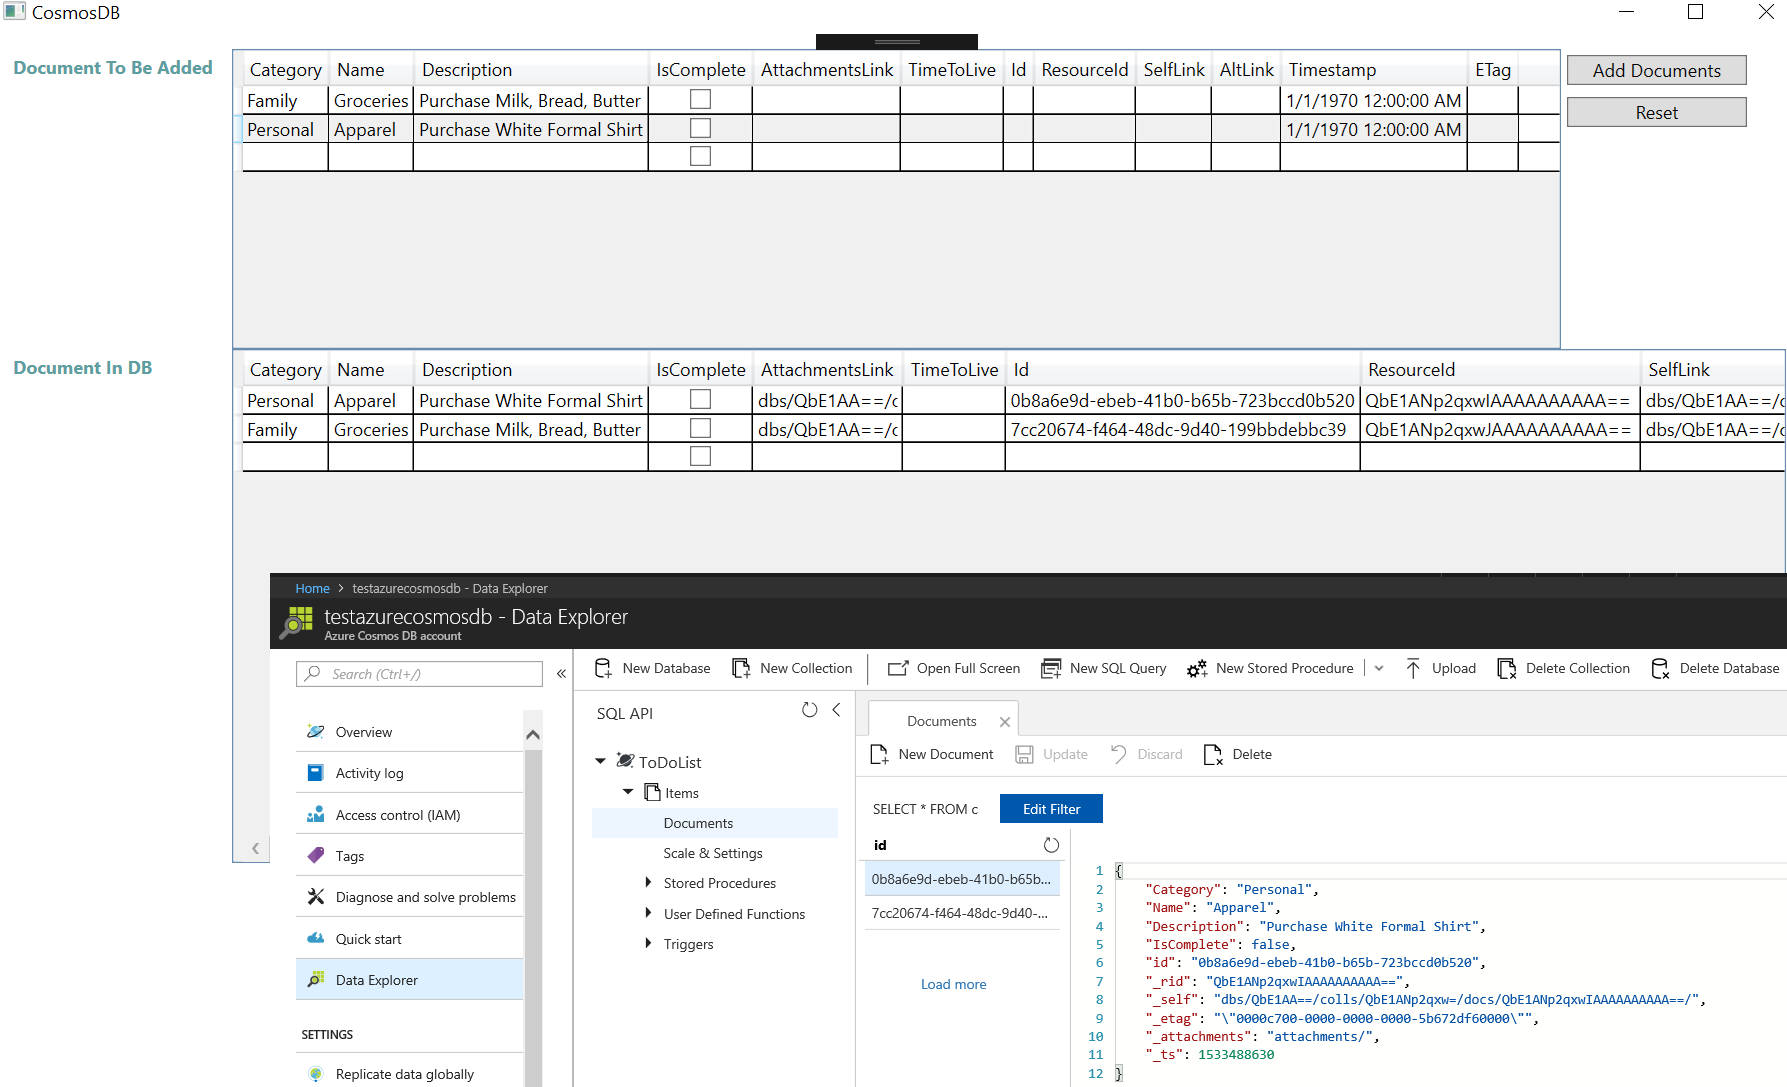 CosmosDB
Document To Be Added
Category Name Description IsComplete AttachmentsLink TimeToLive Id ResourceId SelfLink AltLink Timestamp ETag
Family Groceries Purchase Milk, Bread, Butter 1/1/1970 12:00:00 AM
Personal Apparel Purchase White Formal Shirt 1/1/1970 12:00:00 AM
Add Documents
Reset
Document In DB
Category Name Description IsComplete AttachmentsLink TimeToLive Id ResourceId SelfLink
Personal Apparel Purchase White Formal Shirt dbs/QbE1AA==/c 0b8a6e9d-ebeb-41b0-b65b-723bccd0b520 QbE1ANp2qxwIAAAAAAAAAA== dbs/QbE1AA==/c
Family Groceries Purchase Milk, Bread, Butter dbs/QbE1AA==/c 7cc20674-f464-48dc-9d40-199bbdebbc39 QbE1ANp2qxwJAAAAAAAAAA== dbs/QbE1AA==/c
Home > testazurecosmosdb - Data Explorer
testazurecosmosdb - Data Explorer
Azure Cosmos DB account
Search (Ctrl+/)
Overview
Activity log
Access control (IAM)
Tags
Diagnose and solve problems
Quick start
Data Explorer
SETTINGS
Replicate data globally
New Database New Collection Open Full Screen New SQL Query New Stored Procedure Upload Delete Collection Delete Database
SQL API
ToDoList
Items
Documents
Scale & Settings
Stored Procedures
User Defined Functions
Triggers
Documents
New Document Update Discard Delete
SELECT * FROM c Edit Filter
id
0b8a6e9d-ebeb-41b0-b65b...
7cc20674-f464-48dc-9d40-...
Load more
1 {
2 "Category": "Personal",
3 "Name": "Apparel",
4 "Description": "Purchase White Formal Shirt",
5 "IsComplete": false,
6 "id": "0b8a6e9d-ebeb-41b0-b65b-723bccd0b520",
7 "_rid": "QbE1ANp2qxwIAAAAAAAAAA==",
8 "_self": "dbs/QbE1AA==/colls/QbE1ANp2qxw=/docs/QbE1ANp2qxwIAAAAAAAAAA==/",
9 "_etag": "\"0000c700-0000-0000-0000-5b672df60000\"",
10 "_attachments": "attachments/",
11 "_ts": 1533488630
12 }